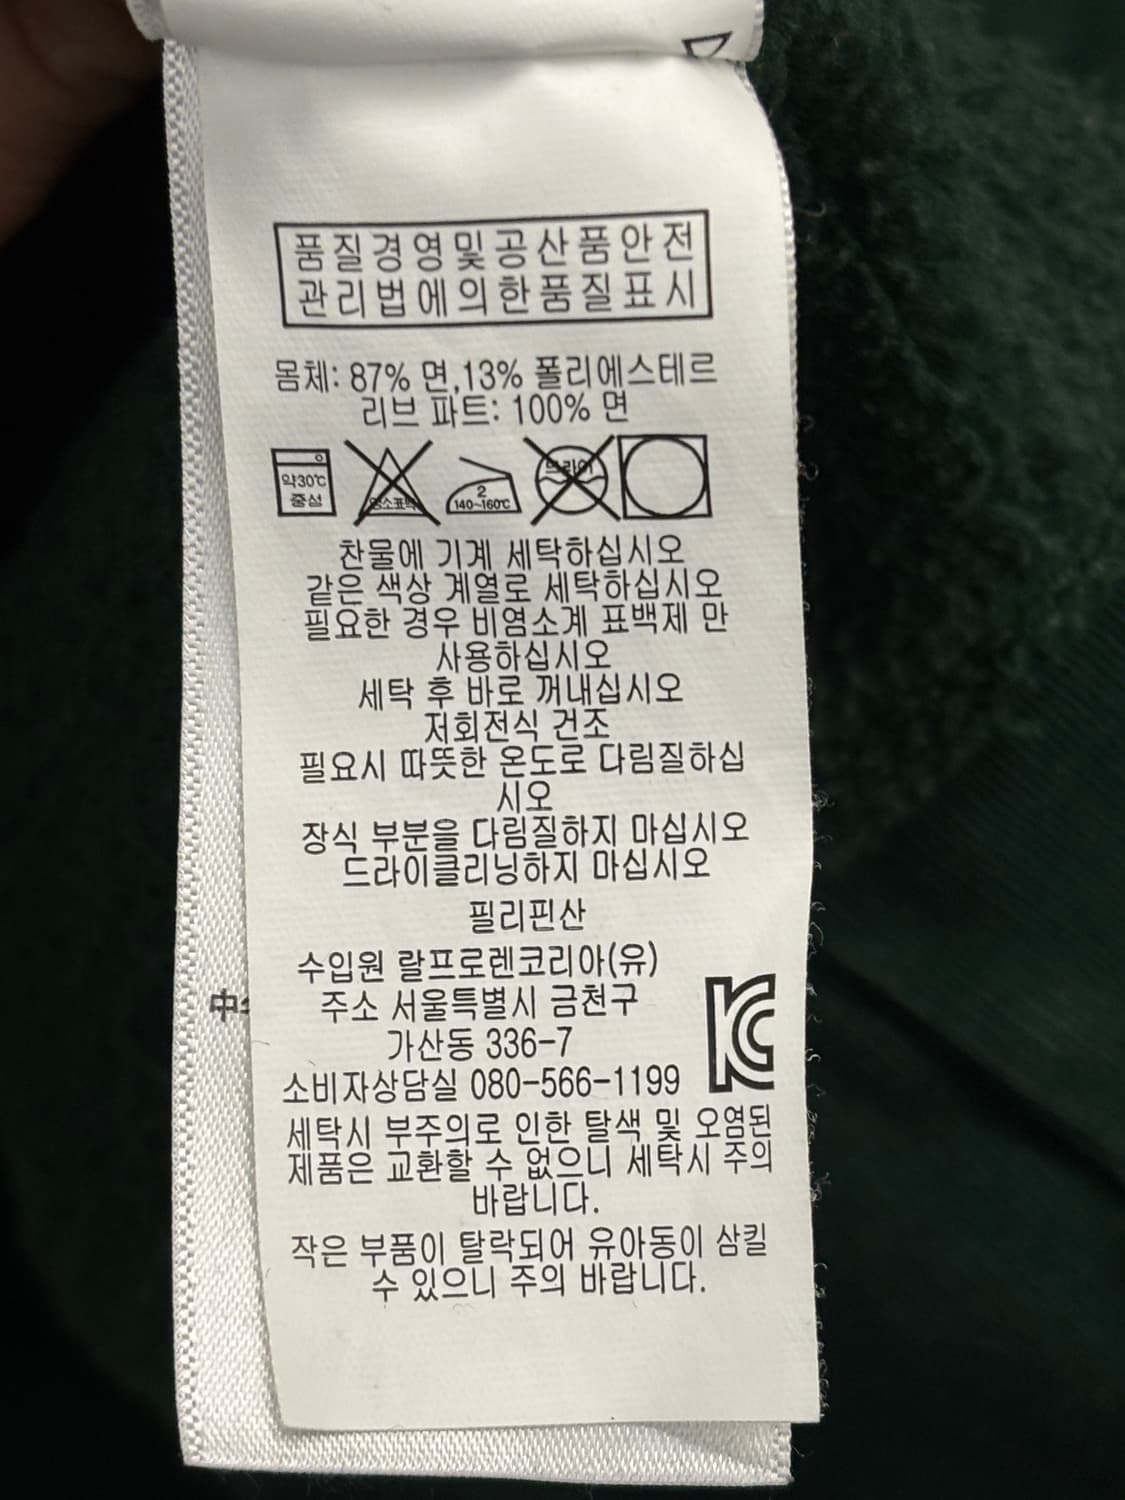 품질경영및공산품안전
관리법에의한품질표시
몸체: 87% 면,13% 폴리에스테르
리브 파트: 100% 면
약30℃
중성
염소표백
2
140~160℃
드라이
찬물에 기계 세탁하십시오
같은 색상 계열로 세탁하십시오
필요한 경우 비염소계 표백제 만
사용하십시오
세탁 후 바로 꺼내십시오
저회전식 건조
필요시 따뜻한 온도로 다림질하십
시오
장식 부분을 다림질하지 마십시오
드라이클리닝하지 마십시오
필리핀산
수입원 랄프로렌코리아(유)
주소 서울특별시 금천구
가산동 336-7
소비자상담실 080-566-1199
KC
세탁시 부주의로 인한 탈색 및 오염된
제품은 교환할 수 없으니 세탁시 주의
바랍니다.
작은 부품이 탈락되어 유아동이 삼킬
수 있으니 주의 바랍니다.
中